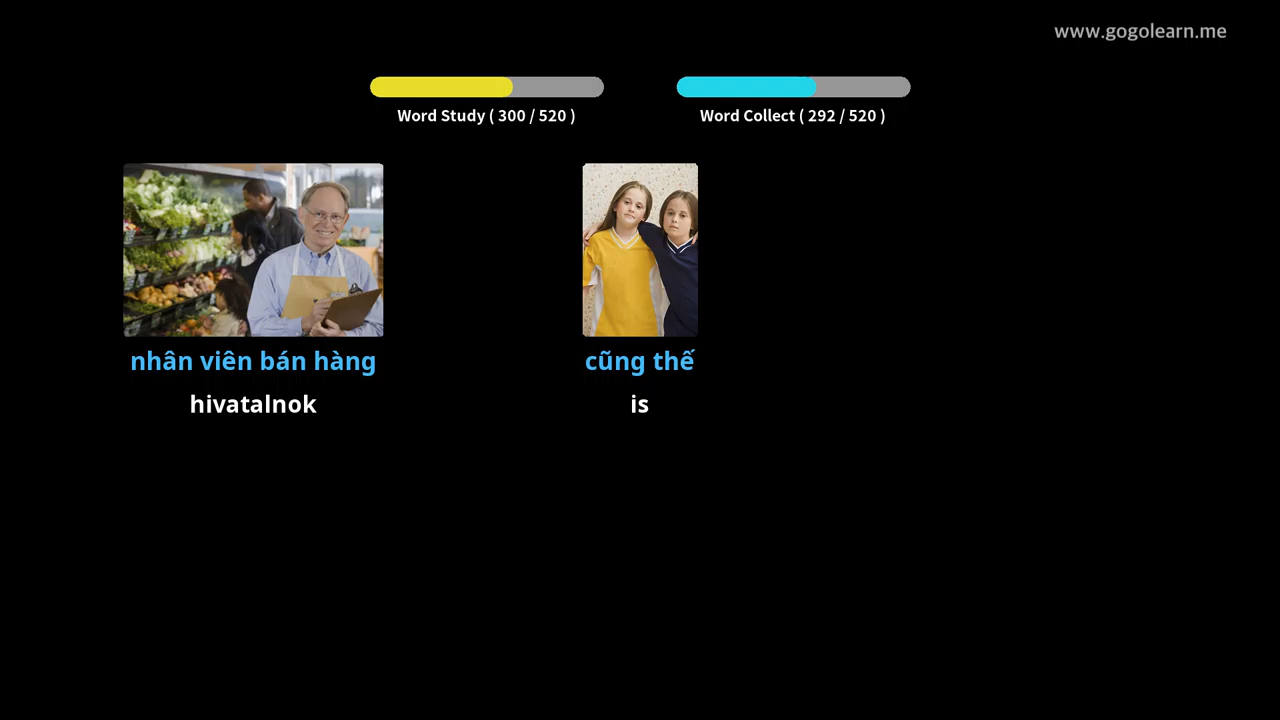 www.gogolearn.me
Word Study ( 300 / 520 )
Word Collect ( 292 / 520 )
nhân viên bán hàng
hivatalnok
cũng thế
is